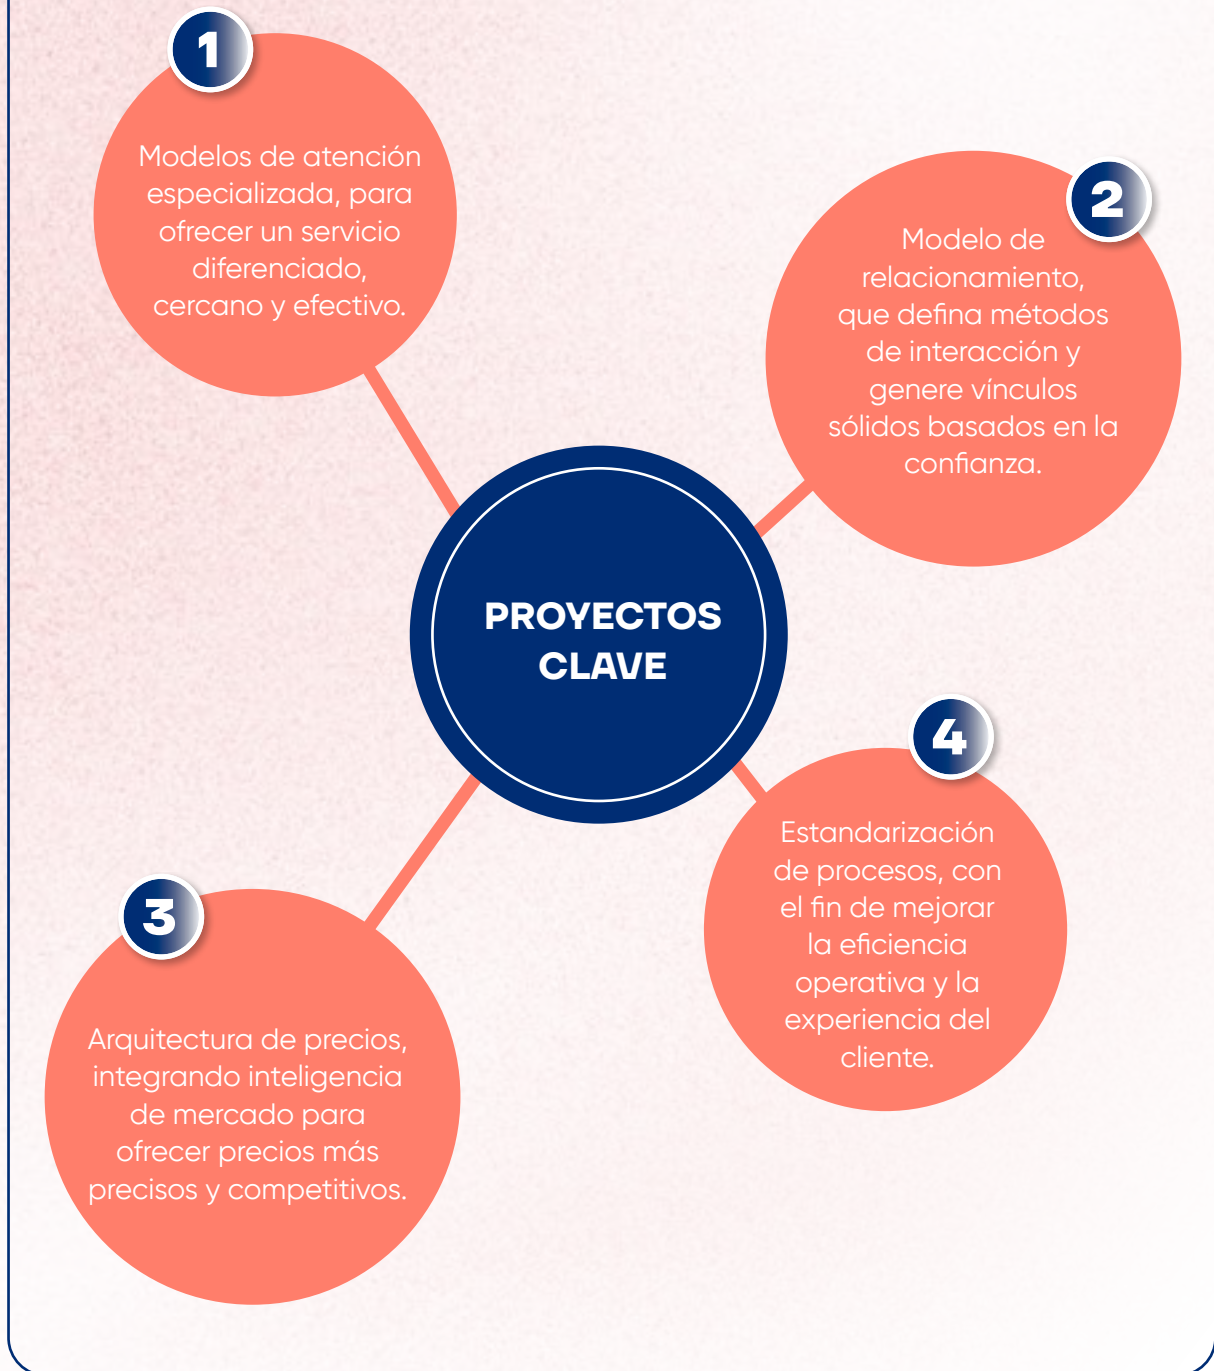 1
Modelos de atención
especializada, para
ofrecer un servicio
diferenciado,
cercano y efectivo.
2
Modelo de
relacionamiento,
que defina métodos
de interacción y
genere vínculos
sólidos basados en la
confianza.
PROYECTOS
CLAVE
3
Arquitectura de precios,
integrando inteligencia
de mercado para
ofrecer precios más
precisos y competitivos.
4
Estandarización
de procesos, con
el fin de mejorar
la eficiencia
operativa y la
experiencia del
cliente.